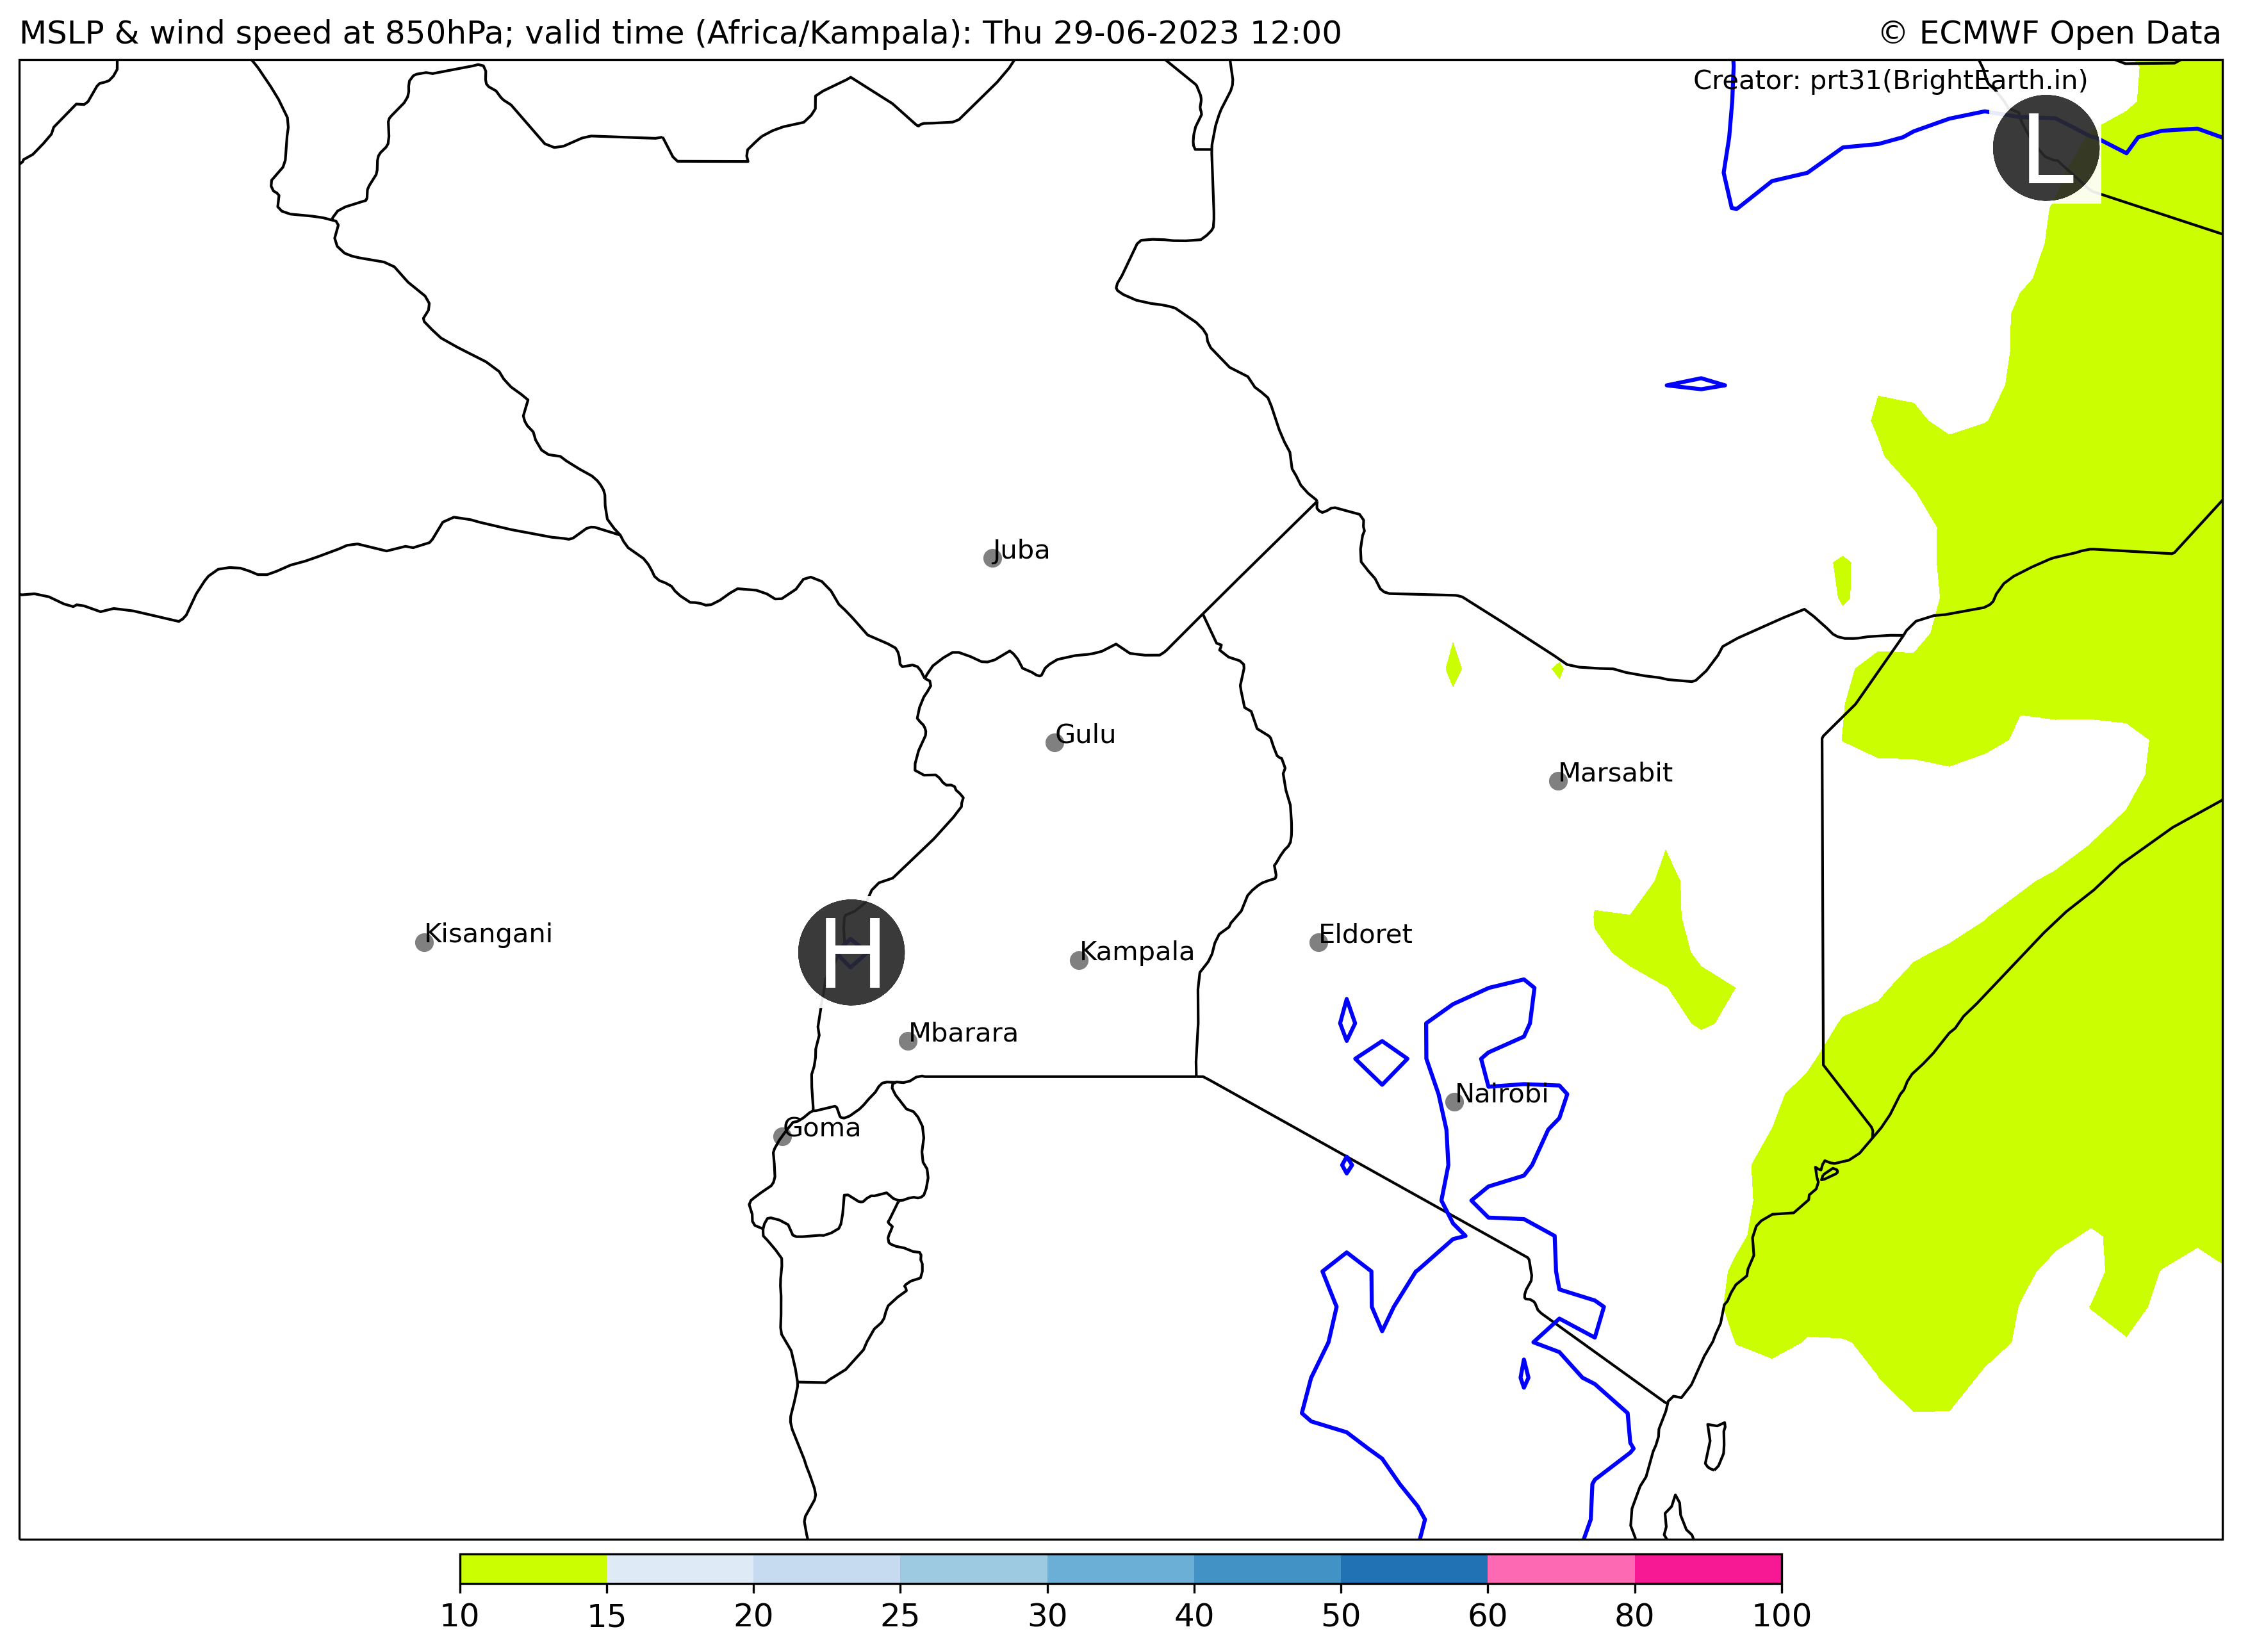 MSLP & wind speed at 850hPa; valid time (Africa/Kampala): Thu 29-06-2023 12:00
© ECMWF Open Data
Creator: prt31(BrightEarth.in)
L
Juba
Gulu
Marsabit
Kisangani
H
Kampala
Eldoret
Mbarara
Nairobi
Goma
10 15 20 25 30 40 50 60 80 100